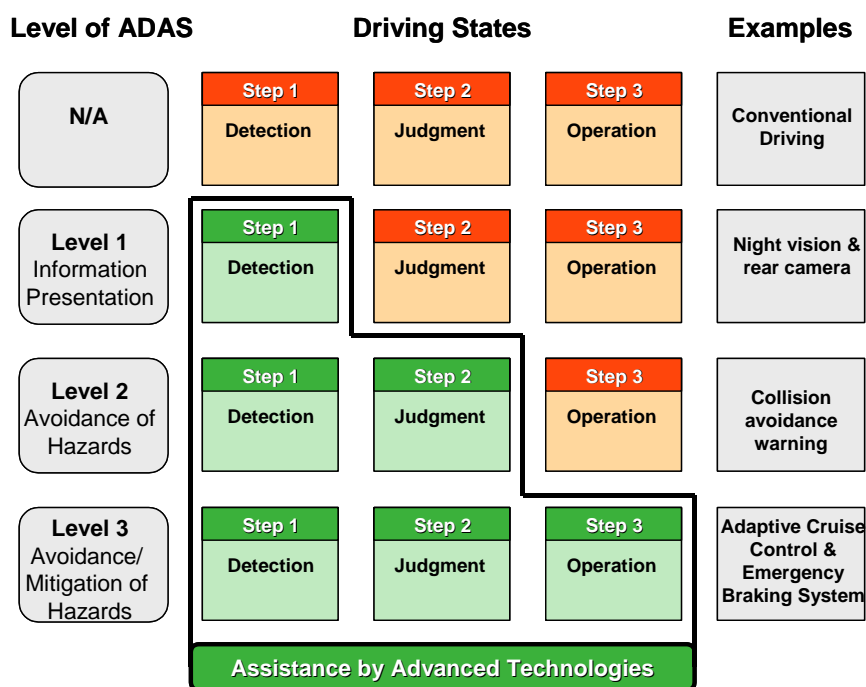 Level of ADAS
Driving States
Examples
N/A
Step 1
Detection
Step 2
Judgment
Step 3
Operation
Conventional
Driving
Level 1
Information
Presentation
Step 1
Detection
Step 2
Judgment
Step 3
Operation
Night vision &
rear camera
Level 2
Avoidance of
Hazards
Step 1
Detection
Step 2
Judgment
Step 3
Operation
Collision
avoidance
warning
Level 3
Avoidance/
Mitigation of
Hazards
Step 1
Detection
Step 2
Judgment
Step 3
Operation
Adaptive Cruise
Control &
Emergency
Braking System
Assistance by Advanced Technologies